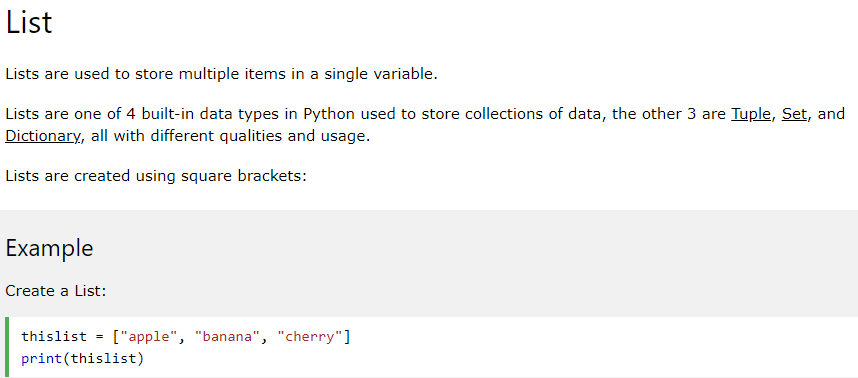 List
Lists are used to store multiple items in a single variable.
Lists are one of 4 built-in data types in Python used to store collections of data, the other 3 are Tuple, Set, and
Dictionary, all with different qualities and usage.
Lists are created using square brackets:
Example
Create a List:
thislist = ["apple", "banana", "cherry"]
print(thislist)